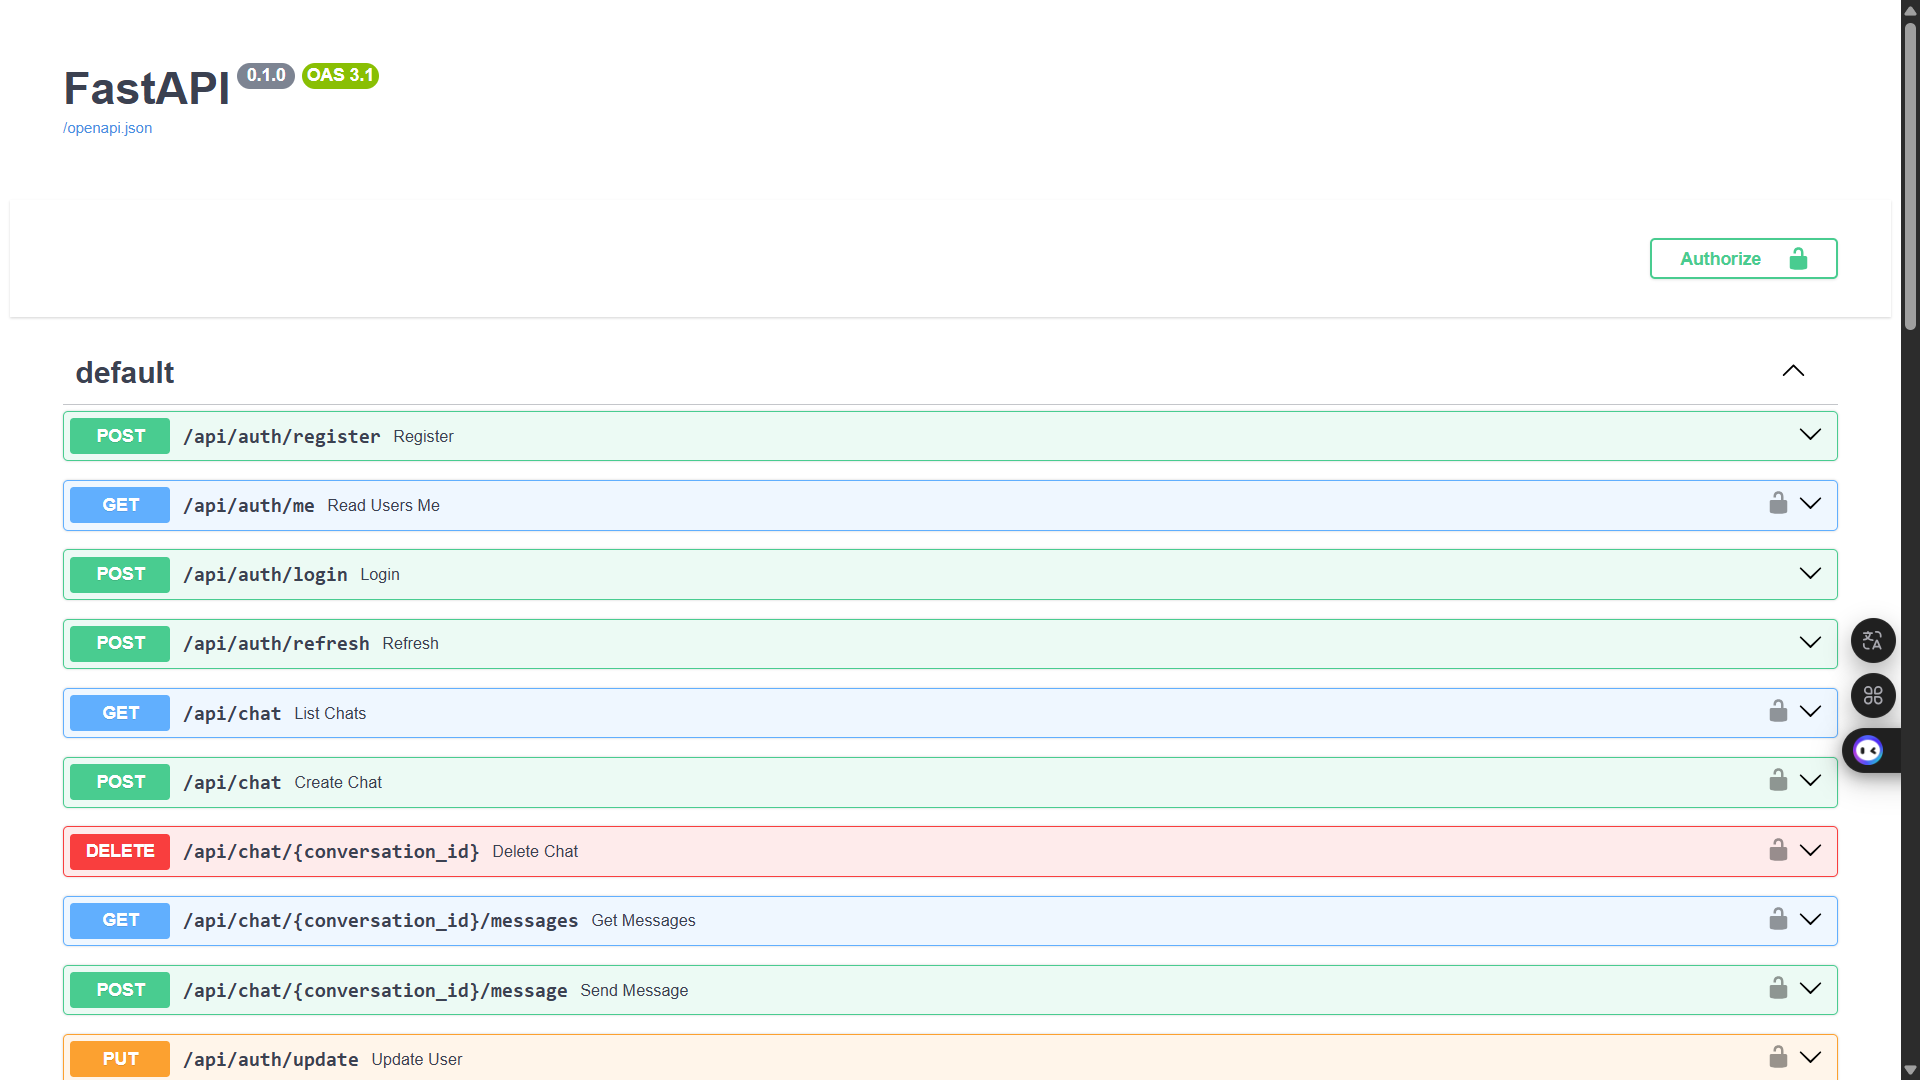 FastAPI 0.1.0 OAS 3.1
/openapi.json
Authorize
default
POST /api/auth/register Register
GET /api/auth/me Read Users Me
POST /api/auth/login Login
POST /api/auth/refresh Refresh
GET /api/chat List Chats
POST /api/chat Create Chat
DELETE /api/chat/{conversation_id} Delete Chat
GET /api/chat/{conversation_id}/messages Get Messages
POST /api/chat/{conversation_id}/message Send Message
PUT /api/auth/update Update User